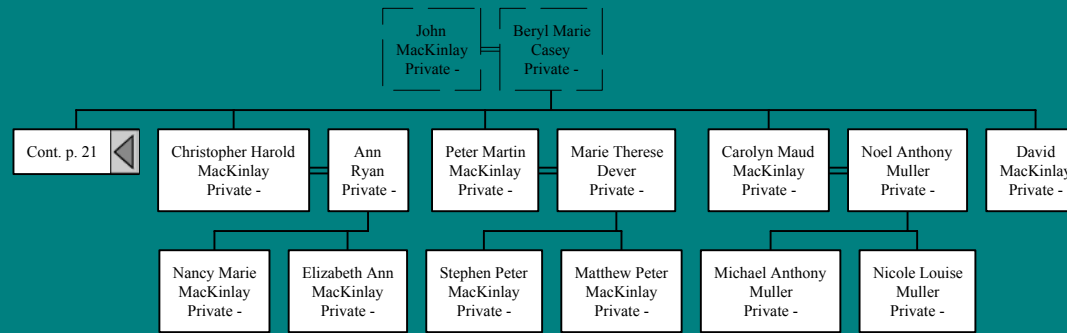 John
MacKinlay
Private -
Beryl Marie
Casey
Private -
Cont. p. 21
Christopher Harold
MacKinlay
Private -
Ann
Ryan
Private -
Peter Martin
MacKinlay
Private -
Marie Therese
Dever
Private -
Carolyn Maud
MacKinlay
Private -
Noel Anthony
Muller
Private -
David
MacKinlay
Private -
Nancy Marie
MacKinlay
Private -
Elizabeth Ann
MacKinlay
Private -
Stephen Peter
MacKinlay
Private -
Matthew Peter
MacKinlay
Private -
Michael Anthony
Muller
Private -
Nicole Louise
Muller
Private -